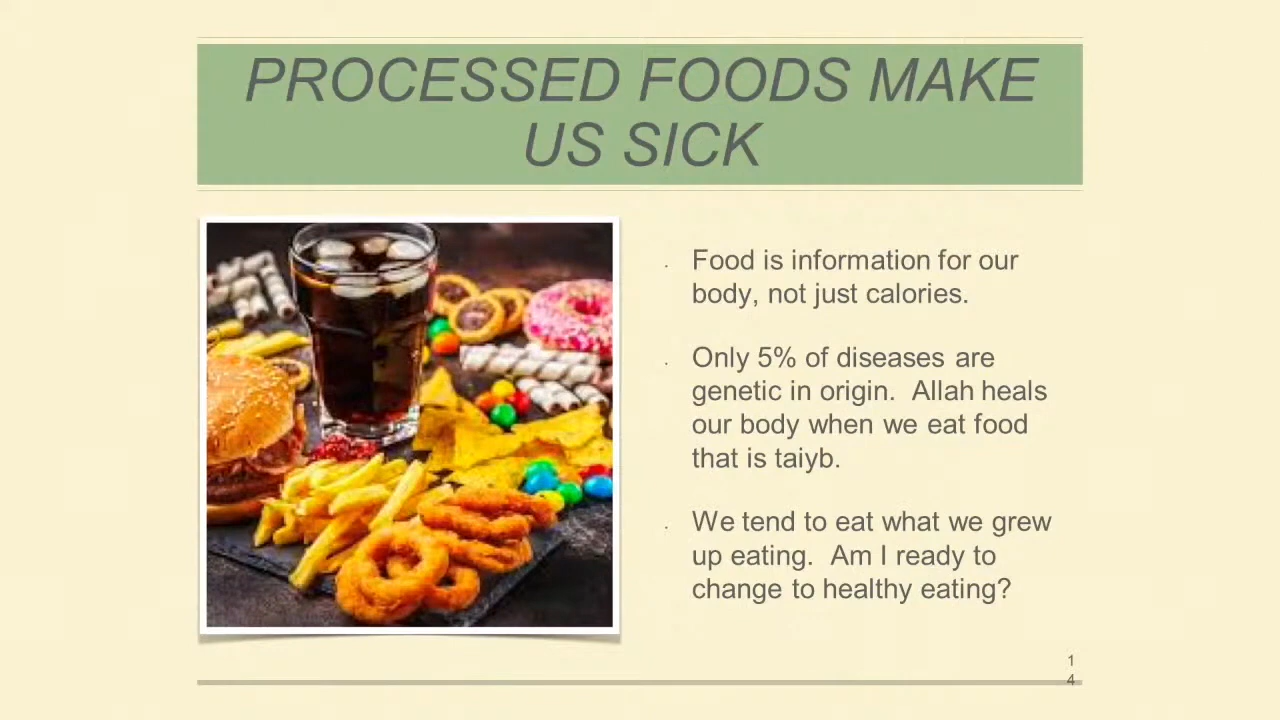 PROCESSED FOODS MAKE
US SICK
Food is information for our
body, not just calories.
Only 5% of diseases are
genetic in origin.  Allah heals
our body when we eat food
that is taiyb.
We tend to eat what we grew
up eating.  Am I ready to
change to healthy eating?
1
4